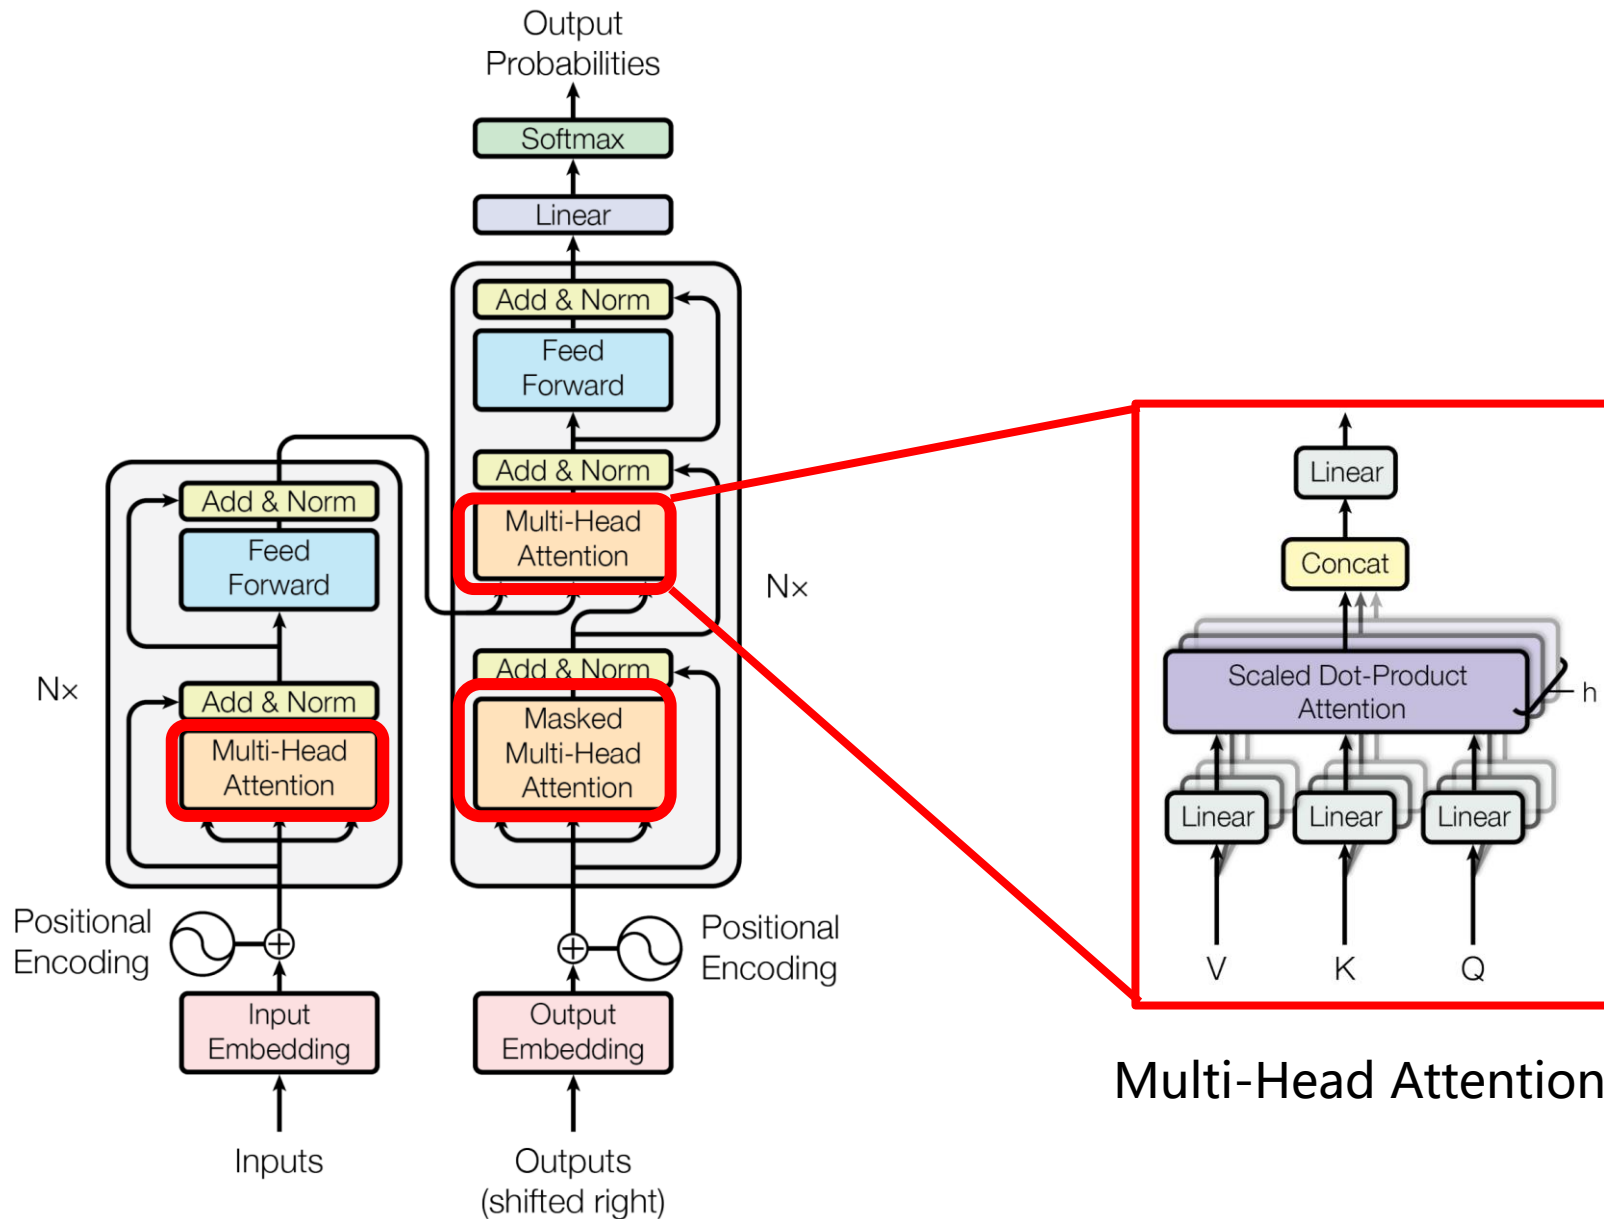 Output
Probabilities
Softmax
Linear
Add & Norm
Feed
Forward
Add & Norm
Multi-Head
Attention
Nx
Add & Norm
Masked
Multi-Head
Attention
Positional
Encoding
Output
Embedding
Outputs
(shifted right)
Add & Norm
Feed
Forward
Nx
Add & Norm
Multi-Head
Attention
Positional
Encoding
Input
Embedding
Inputs
Linear
Concat
Scaled Dot-Product
Attention
h
Linear
Linear
Linear
V
K
Q
Multi-Head Attention